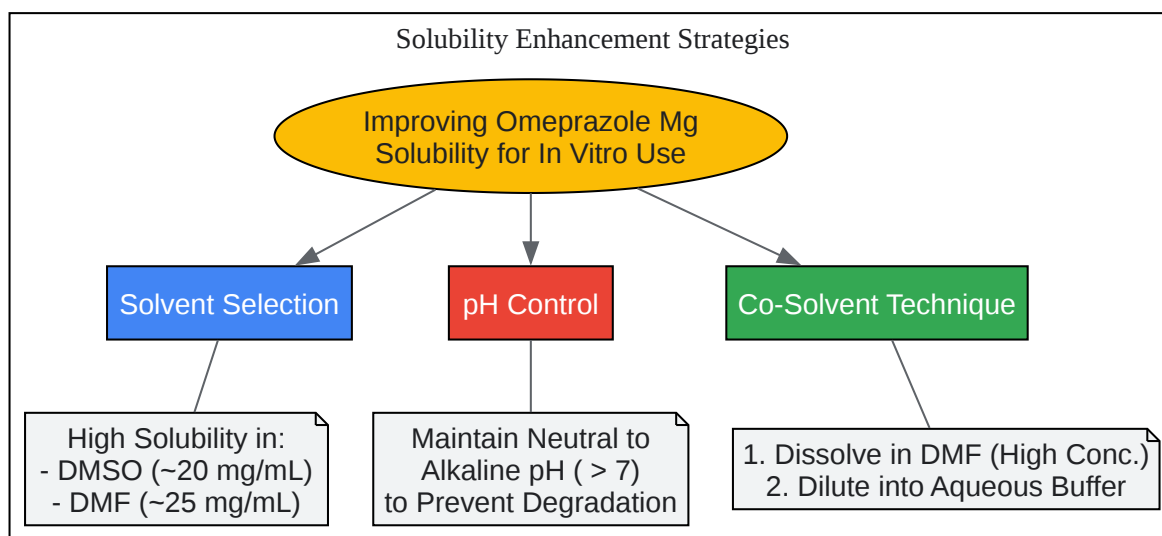 Solubility Enhancement Strategies
Improving Omeprazole Mg
Solubility for In Vitro Use
Solvent Selection
pH Control
Co-Solvent Technique
High Solubility in:
- DMSO (~20 mg/mL)
- DMF (~25 mg/mL)
Maintain Neutral to
Alkaline pH ( > 7)
to Prevent Degradation
1. Dissolve in DMF (High Conc.)
2. Dilute into Aqueous Buffer